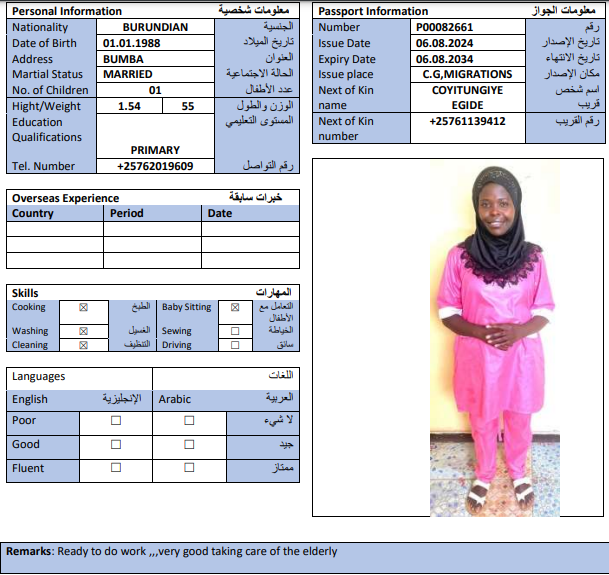 Personal Information معلومات شخصية
Nationality BURUNDIAN الجنسية
Date of Birth 01.01.1988 تاريخ الميلاد
Address BUMBA العنوان
Martial Status MARRIED الحالة الاجتماعية
No. of Children 01 عدد الأطفال
Hight/Weight 1.54 55 الوزن والطول
Education المستوى التعليمي
Qualifications
PRIMARY
Tel. Number +25762019609 رقم التواصل
Passport Information معلومات الجواز
Number P00082661 رقم
Issue Date 06.08.2024 تاريخ الإصدار
Expiry Date 06.08.2034 تاريخ الانتهاء
Issue place C.G,MIGRATIONS مكان الإصدار
Next of Kin COYITUNGIYE اسم شخص
name EGIDE قريب
Next of Kin +25761139412 رقم القريب
number
Overseas Experience خبرات سابقة
Country Period Date
Skills المهارات
Cooking ☒ الطبخ Baby Sitting ☒ التعامل مع
الأطفال
Washing ☒ الغسيل Sewing ☐ الخياطة
Cleaning ☒ التنظيف Driving ☐ سائق
Languages اللغات
English الإنجليزية Arabic العربية
Poor ☐ ☐ لا شيء
Good ☐ ☐ جيد
Fluent ☐ ☐ ممتاز
Remarks: Ready to do work ,,,very good taking care of the elderly